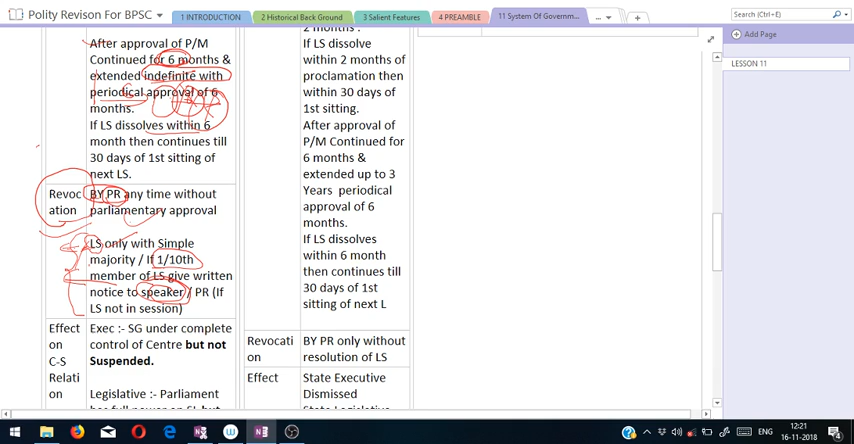 Polity Revison For BPSC
1 INTRODUCTION
2 Historical Back Ground
3 Salient Features
4 PREAMBLE
11 System Of Governm...
...
Search (Ctrl+E)
After approval of P/M
Continued for 6 months &
extended indefinite with
periodical approval of 6
months.
If LS dissolves within 6
month then continues till
30 days of 1st sitting of
next LS.
Revoc
ation
BY PR any time without
parliamentary approval
LS only with Simple
majority / If 1/10th
member of LS give written
notice to speaker / PR (If
LS not in session)
Effect
on
C-S
Relati
on
Exec :- SG under complete
control of Centre but not
Suspended.
Legislative :- Parliament
2 months .
If LS dissolve
within 2 months of
proclamation then
within 30 days of
1st sitting.
After approval of
P/M Continued for
6 months &
extended up to 3
Years periodical
approval of 6
months.
If LS dissolves
within 6 month
then continues till
30 days of 1st
sitting of next L
Revocati
on
BY PR only without
resolution of LS
Effect
State Executive
Dismissed
State Legislative
Add Page
LESSON 11
ENG
12:21
16-11-2018
4